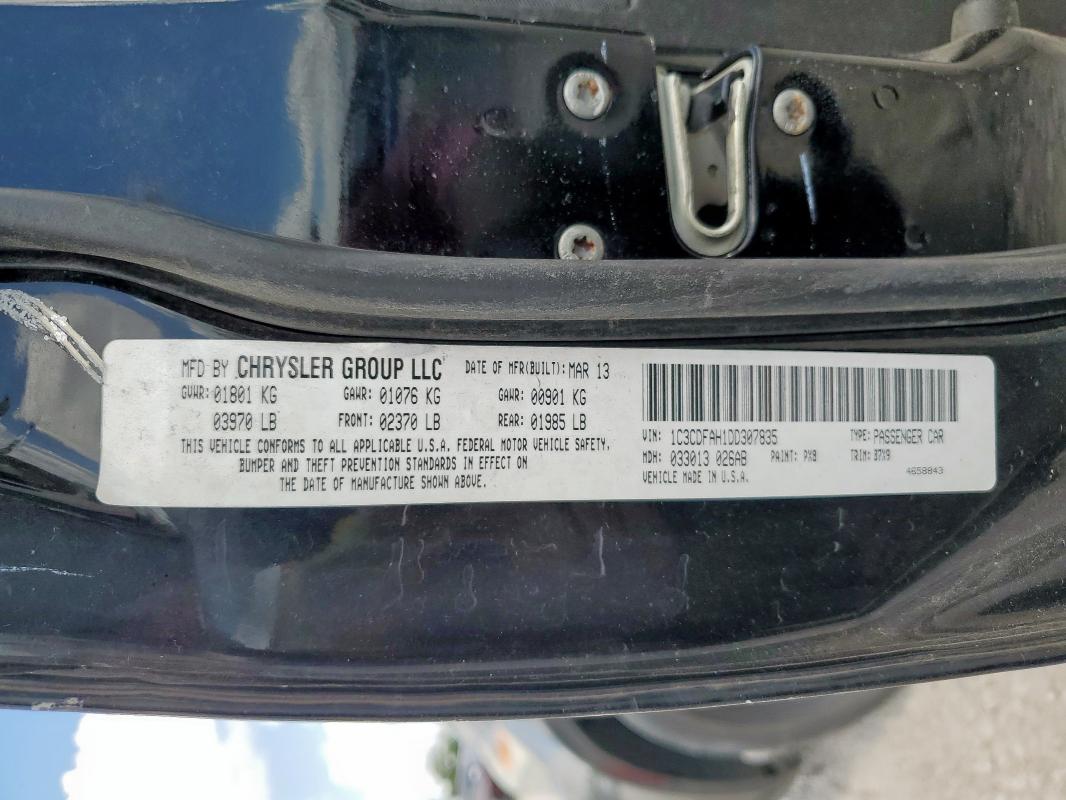 MFD BY CHRYSLER GROUP LLC DATE OF MFR(BUILT): MAR 13
GVWR: 01801 KG GAWR: 01076 KG GAWR: 00901 KG
03970 LB FRONT: 02370 LB REAR: 01985 LB
THIS VEHICLE CONFORMS TO ALL APPLICABLE U.S.A. FEDERAL MOTOR VEHICLE SAFETY,
BUMPER AND THEFT PREVENTION STANDARDS IN EFFECT ON
THE DATE OF MANUFACTURE SHOWN ABOVE.
VIN: 1C3CDFAH1DD307835 TYPE: PASSENGER CAR
MDH: 033013 026AB PAINT: PX8 TRIM: B7X9
VEHICLE MADE IN U.S.A. 4658843